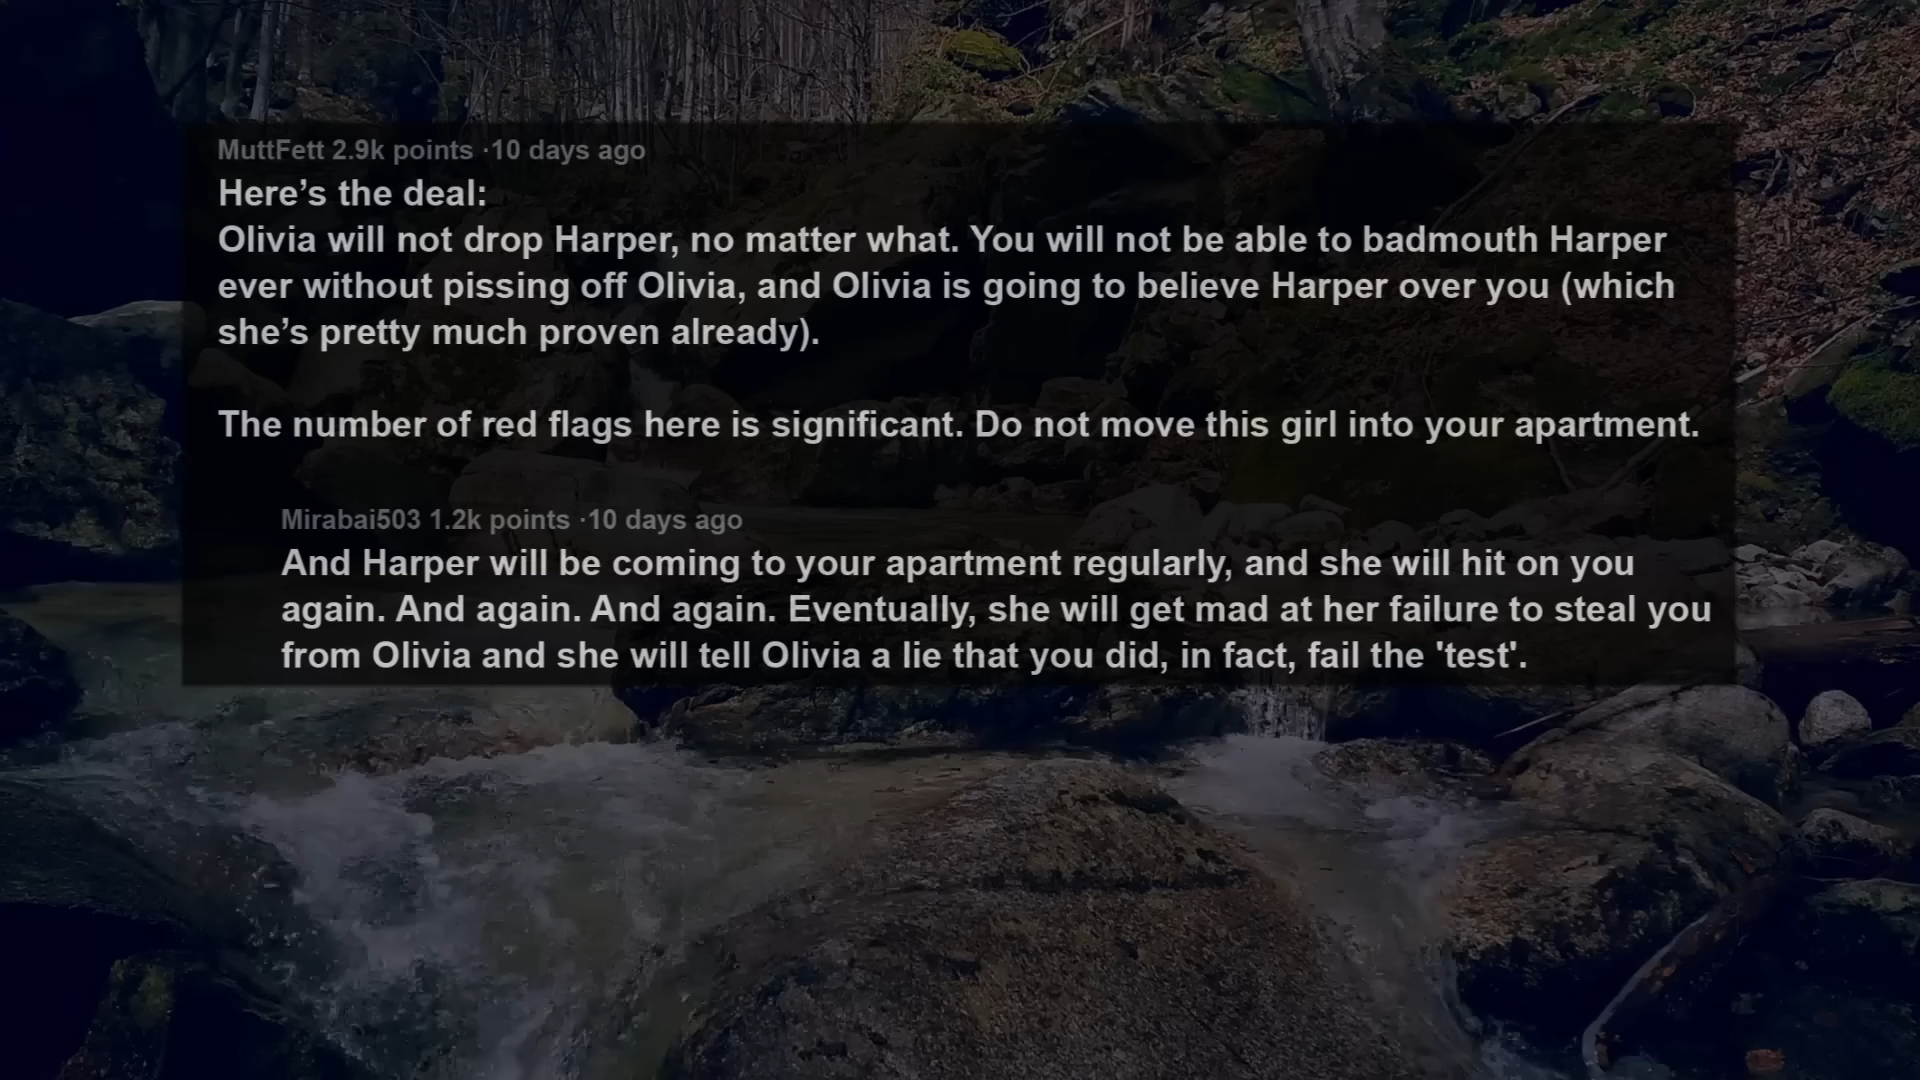 MuttFett 2.9k points ·10 days ago
Here’s the deal:
Olivia will not drop Harper, no matter what. You will not be able to badmouth Harper
ever without pissing off Olivia, and Olivia is going to believe Harper over you (which
she’s pretty much proven already).
The number of red flags here is significant. Do not move this girl into your apartment.
Mirabai503 1.2k points ·10 days ago
And Harper will be coming to your apartment regularly, and she will hit on you
again. And again. And again. Eventually, she will get mad at her failure to steal you
from Olivia and she will tell Olivia a lie that you did, in fact, fail the 'test'.